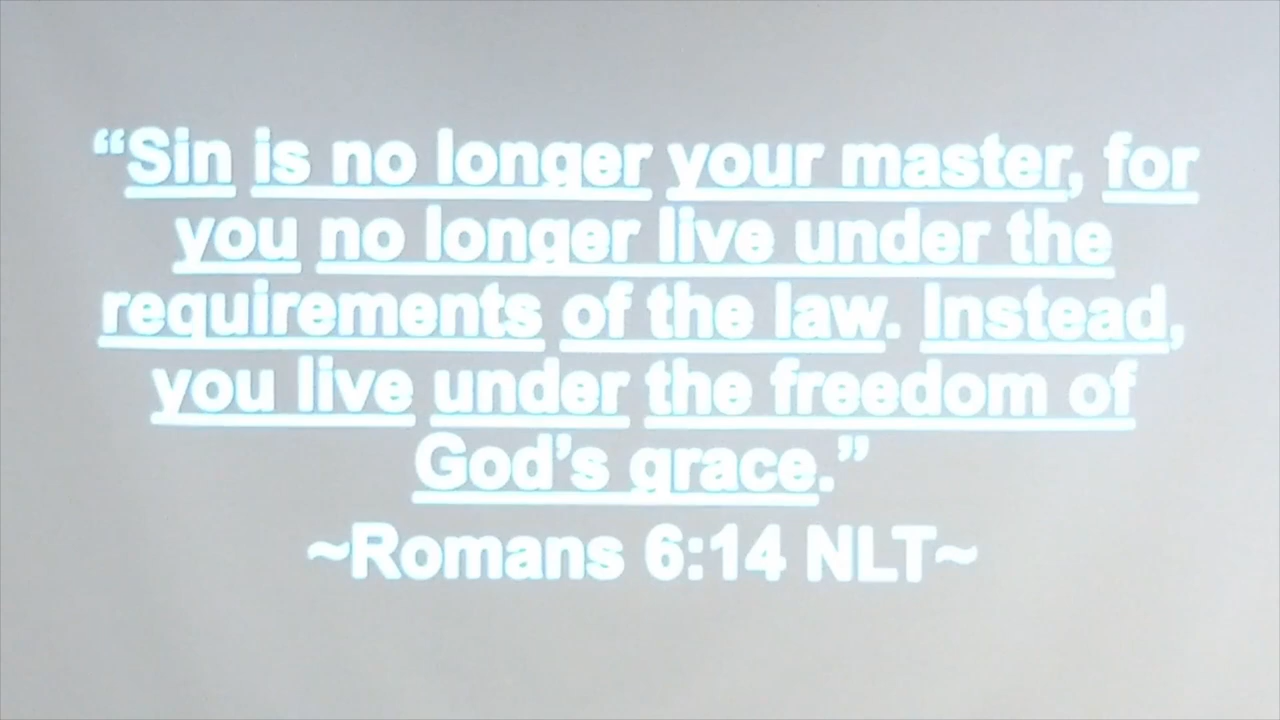 “Sin is no longer your master, for
you no longer live under the
requirements of the law. Instead,
you live under the freedom of
God’s grace.”
~Romans 6:14 NLT~